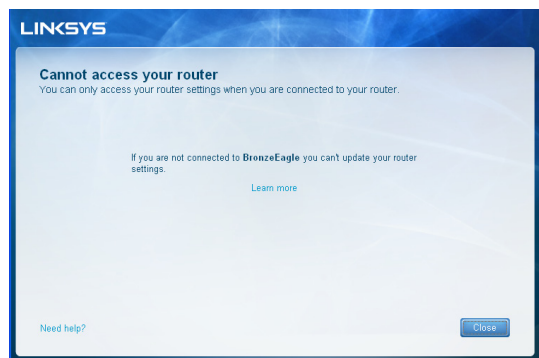 LINKSYS
Cannot access your router
You can only access your router settings when you are connected to your router.
If you are not connected to BronzeEagle you can't update your router
settings.
Learn more
Need help?
Close